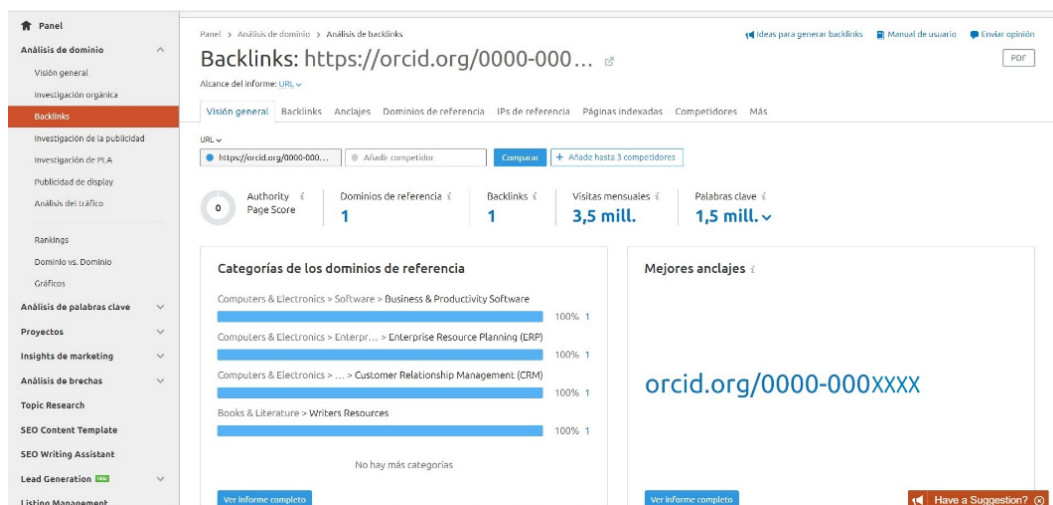 Panel
Análisis de dominio
Visión general
Investigación orgánica
Backlinks
Investigación de la publicidad
Investigación de PLA
Publicidad de display
Análisis del tráfico
Rankings
Dominio vs. Dominio
Gráficos
Análisis de palabras clave
Proyectos
Insights de marketing
Análisis de brechas
Topic Research
SEO Content Template
SEO Writing Assistant
Lead Generation
Listing Management
Panel > Análisis de dominio > Análisis de backlinks
Ideas para generar backlinks Manual de usuario Enviar opinión
Backlinks: https://orcid.org/0000-000...
PDF
Alcance del informe: URL
Visión general Backlinks Anclajes Dominios de referencia IPs de referencia Páginas indexadas Competidores Más
URL
https://orcid.org/0000-000... Añadir competidor Comparar + Añade hasta 3 competidores
0 Authority Page Score i
Dominios de referencia i
1
Backlinks i
1
Visitas mensuales i
3,5 mill.
Palabras clave i
1,5 mill.
Categorías de los dominios de referencia
Computers & Electronics > Software > Business & Productivity Software
100% 1
Computers & Electronics > Enterpr... > Enterprise Resource Planning (ERP)
100% 1
Computers & Electronics > ... > Customer Relationship Management (CRM)
100% 1
Books & Literature > Writers Resources
100% 1
No hay más categorías
Ver informe completo
Mejores anclajes i
orcid.org/0000-000XXXX
Ver informe completo
Have a Suggestion?